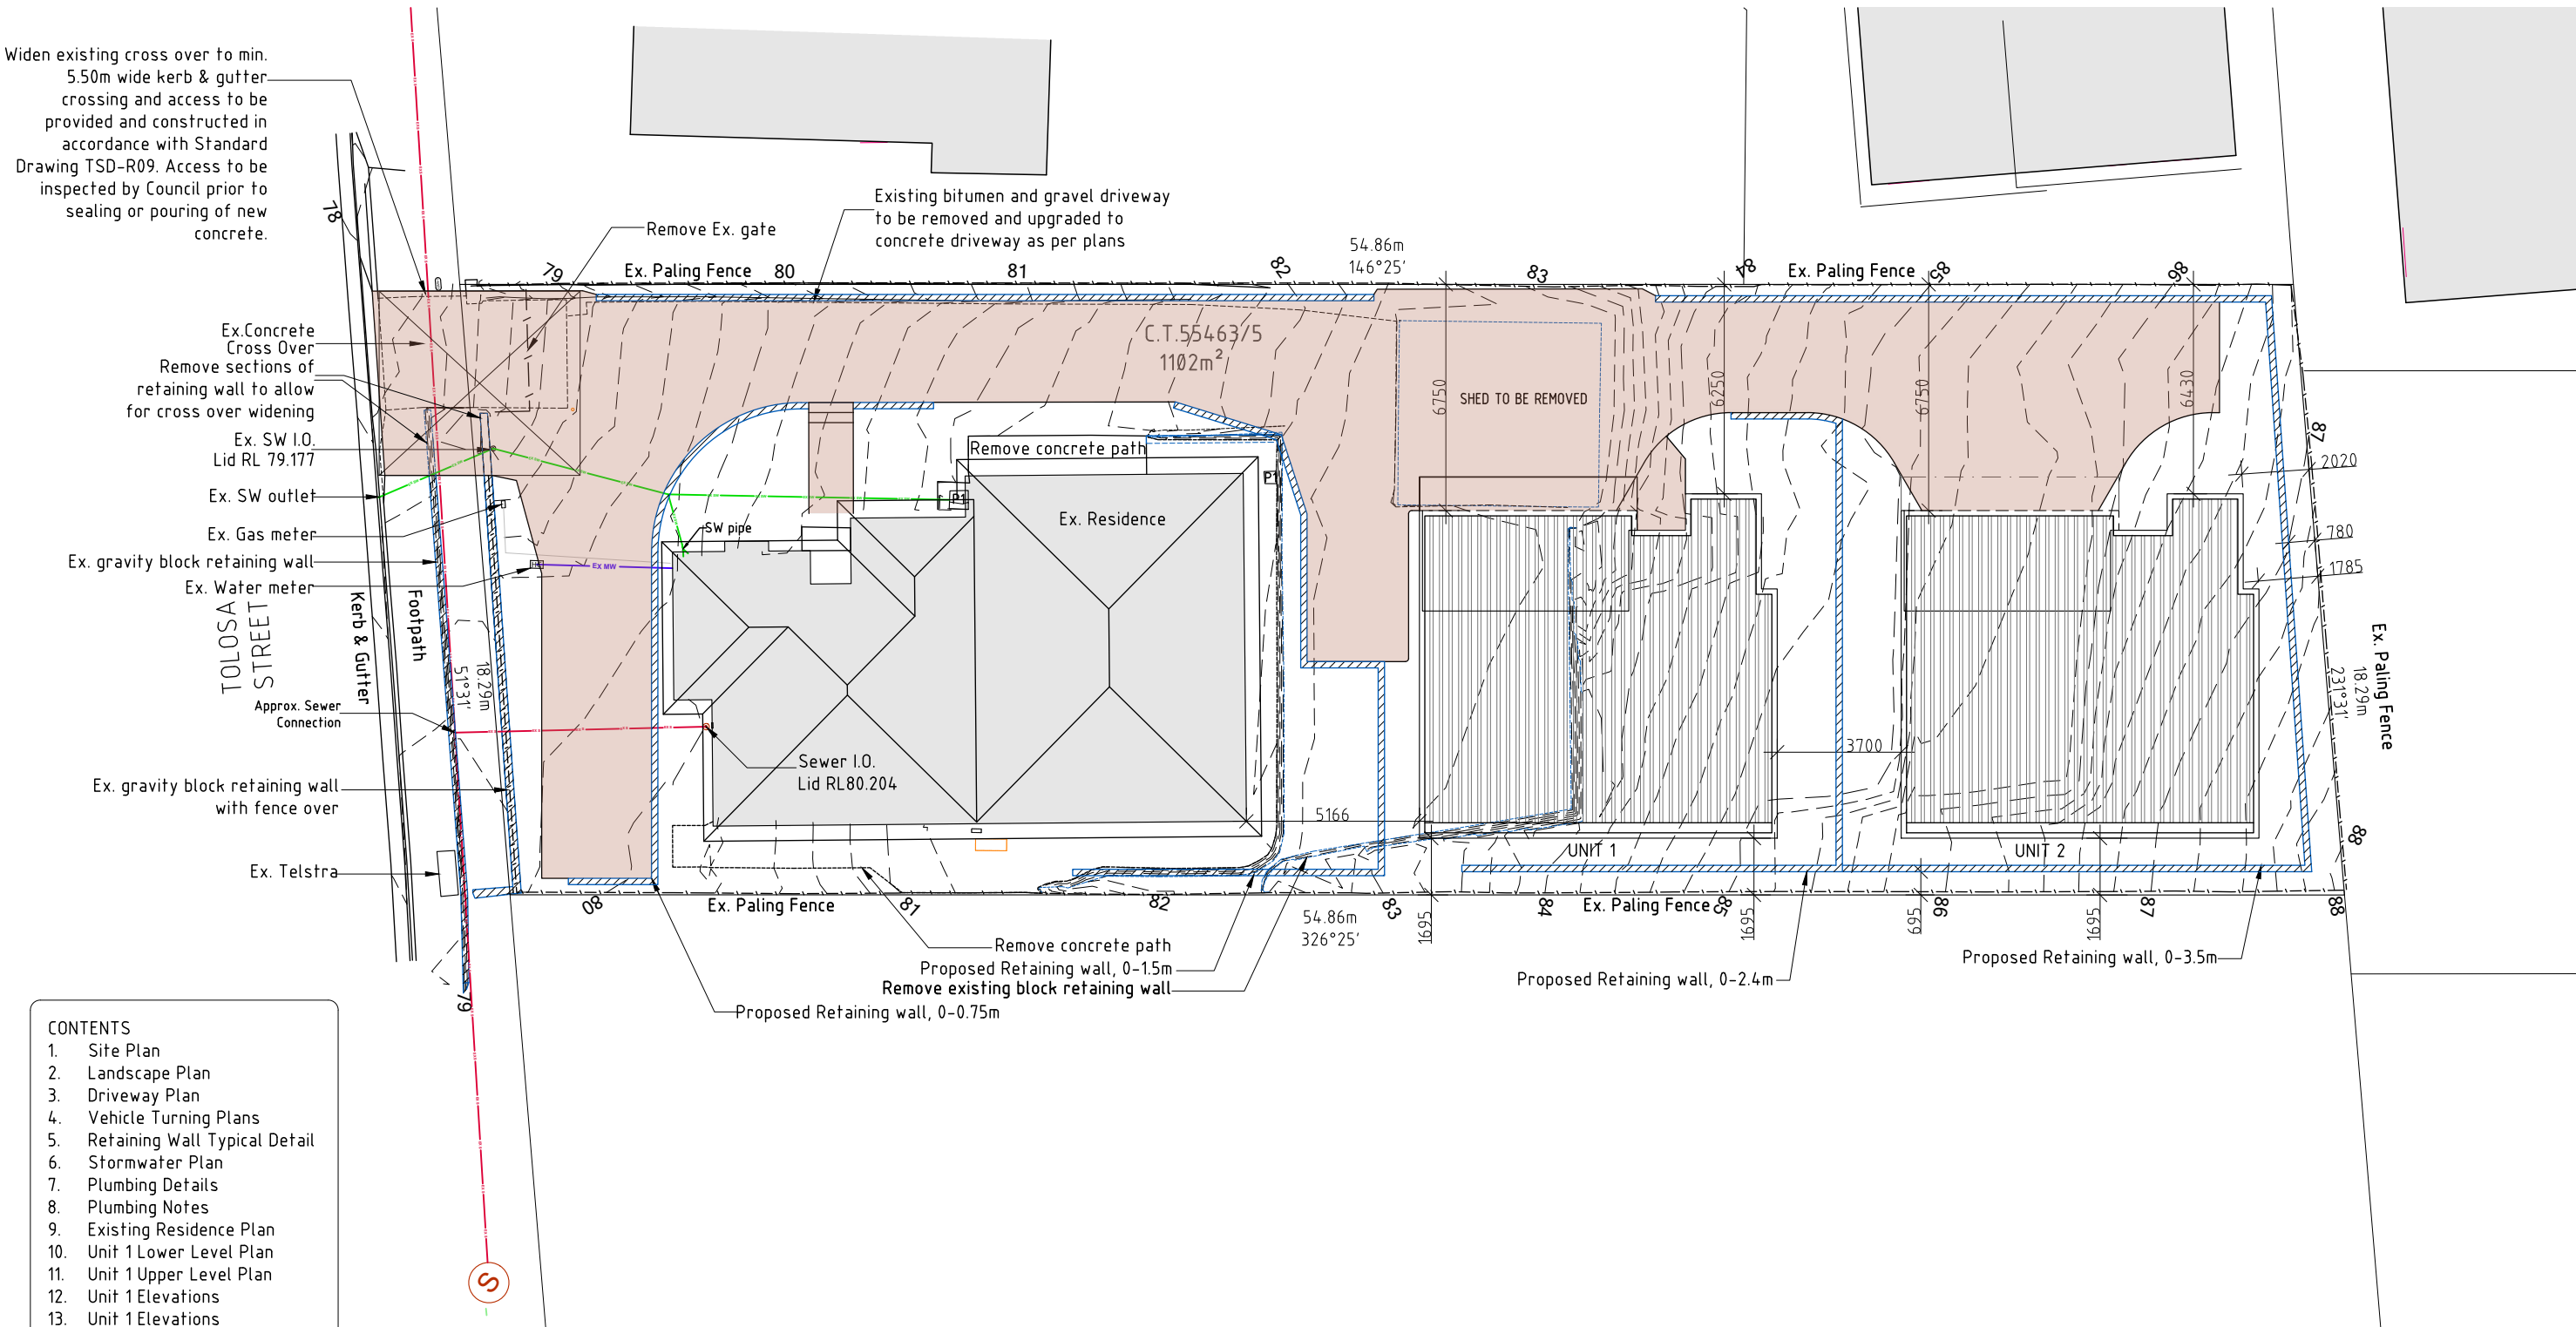 Widen existing cross over to min.
5.50m wide kerb & gutter
crossing and access to be
provided and constructed in
accordance with Standard
Drawing TSD-R09. Access to be
inspected by Council prior to
sealing or pouring of new
concrete.
78
Remove Ex. gate
Existing bitumen and gravel driveway
to be removed and upgraded to
concrete driveway as per plans
54.86m
146°25'
79
Ex. Paling Fence
80
81
82
83
84
Ex. Paling Fence
85
86
Ex.Concrete
Cross Over
Remove sections of
retaining wall to allow
for cross over widening
Ex. SW I.O.
Lid RL 79.177
Ex. SW outlet
Ex. Gas meter
Ex. gravity block retaining wall
Ex. Water meter
TOLOSA
STREET
Kerb & Gutter
Footpath
18.29m
51°31'
Approx. Sewer
Connection
Ex. gravity block retaining wall
with fence over
Ex. Telstra
C.T.55463/5
1102m²
SHED TO BE REMOVED
6750
6250
6750
6430
87
2020
780
1785
Remove concrete path
P1
P1
Ex. Residence
SW pipe
Ex MW
Sewer I.O.
Lid RL80.204
5166
3700
UNIT 1
UNIT 2
Ex. Paling Fence
18.29m
231°31'
88
80
Ex. Paling Fence
81
82
54.86m
326°25'
83
1695
84
Ex. Paling Fence
85
1695
695
86
1695
87
88
Remove concrete path
Proposed Retaining wall, 0-1.5m
Remove existing block retaining wall
Proposed Retaining wall, 0-0.75m
Proposed Retaining wall, 0-2.4m
Proposed Retaining wall, 0-3.5m
79
S
CONTENTS
1. Site Plan
2. Landscape Plan
3. Driveway Plan
4. Vehicle Turning Plans
5. Retaining Wall Typical Detail
6. Stormwater Plan
7. Plumbing Details
8. Plumbing Notes
9. Existing Residence Plan
10. Unit 1 Lower Level Plan
11. Unit 1 Upper Level Plan
12. Unit 1 Elevations
13. Unit 1 Elevations